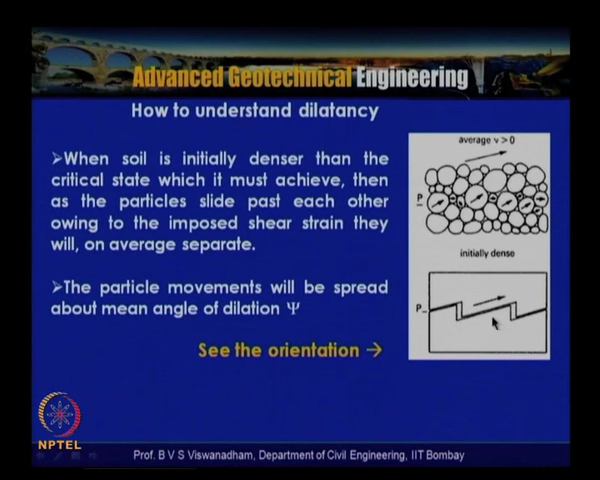 Advanced Geotechnical Engineering
How to understand dilatancy
➢When soil is initially denser than the
critical state which it must achieve, then
as the particles slide past each other
owing to the imposed shear strain they
will, on average separate.
➢The particle movements will be spread
about mean angle of dilation Ψ
See the orientation →
average ν > 0
P
initially dense
P
NPTEL
Prof. B V S Viswanadham, Department of Civil Engineering, IIT Bombay